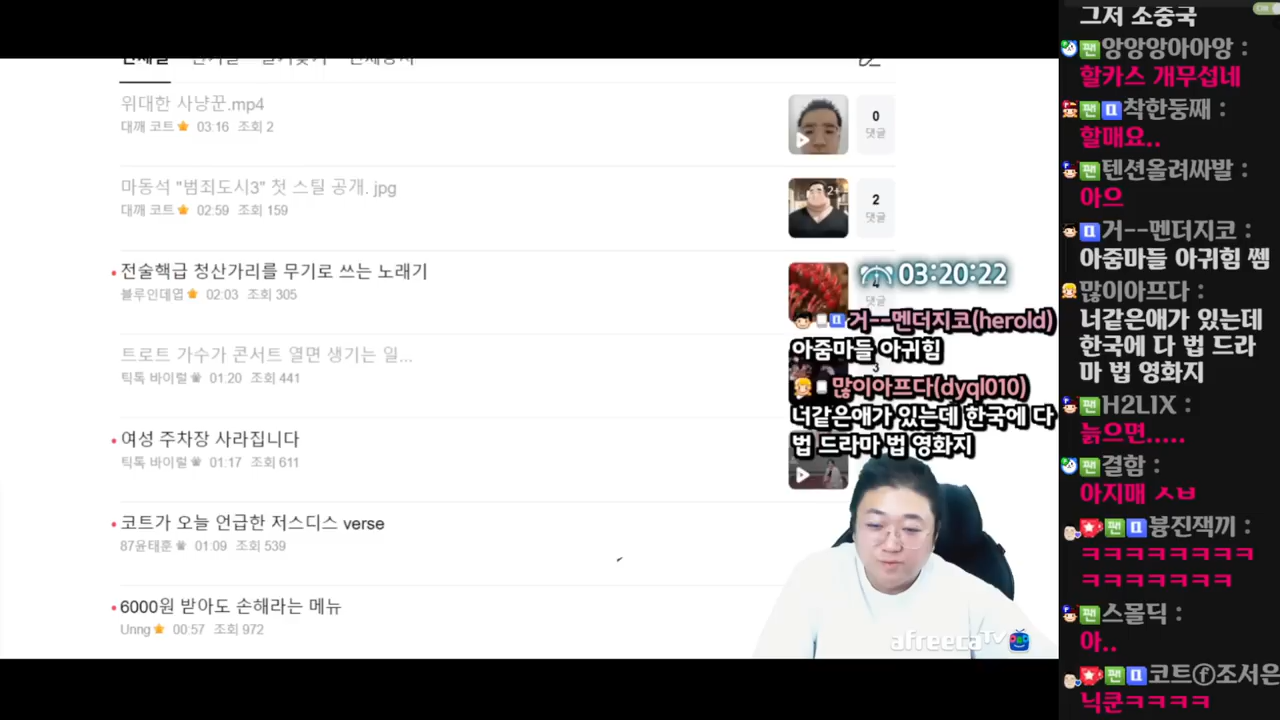 위대한 사냥꾼.mp4
대깨 코트 03:16 조회 2
0
댓글
마동석 "범죄도시3" 첫 스틸 공개. jpg
대깨 코트 02:59 조회 159
2+
2
댓글
전술핵급 청산가리를 무기로 쓰는 노래기
블루인데엽 02:03 조회 305
댓글
03:20:22
거--멘더지코(herold)
아줌마들 아귀힘
많이아프다(dyql010)
너같은애가 있는데 한국에 다
법 드라마 법 영화지
트로트 가수가 콘서트 열면 생기는 일...
틱톡 바이럴 01:20 조회 441
3
여성 주차장 사라집니다
틱톡 바이럴 01:17 조회 611
코트가 오늘 언급한 저스디스 verse
87윤태훈 01:09 조회 539
6000원 받아도 손해라는 메뉴
Unng 00:57 조회 972
afreecaTV
그저 소중국
팬 앙앙앙아아앙 :
할카스 개무섭네
팬 착한둥째 :
할매요..
팬 텐션올려싸발 :
아으
거--멘더지코 :
아줌마들 아귀힘 쎔
많이아프다 :
너같은애가 있는데
한국에 다 법 드라
마 법 영화지
팬 H2LIX :
늙으면.....
팬 결함 :
아지매 ㅅㅂ
팬 븅진잭끼 :
ㅋㅋㅋㅋㅋㅋㅋㅋ
ㅋㅋㅋㅋㅋㅋㅋ
팬 스몰딕 :
아..
팬 코트ⓕ조서은
닉쿤ㅋㅋㅋㅋ